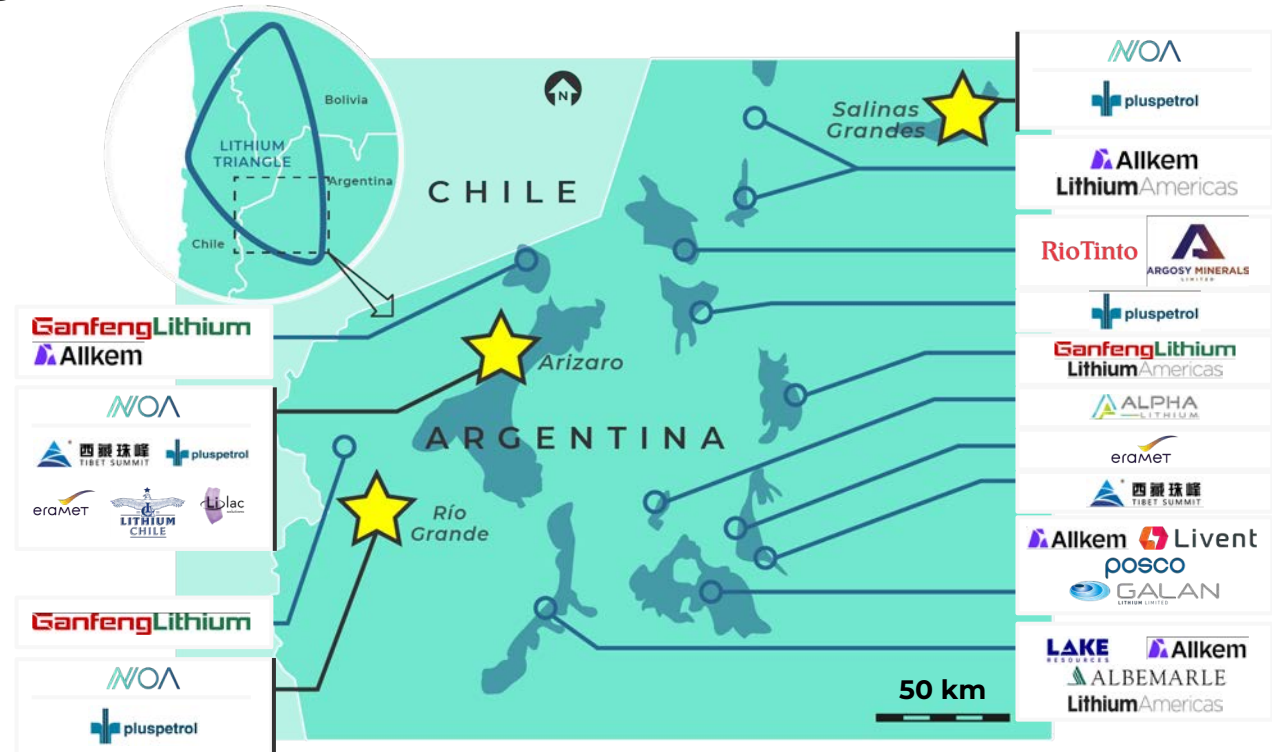 Bolivia
LITHIUM
TRIANGLE
Argentina
Chile
N
CHILE
ARGENTINA
Salinas
Grandes
Arizaro
Río
Grande
50 km
GanfengLithium
Allkem
NOA
西藏珠峰
TIBET SUMMIT
pluspetrol
eramet
LITHIUM
CHILE
Lilac
solutions
GanfengLithium
NOA
pluspetrol
NOA
pluspetrol
Allkem
LithiumAmericas
RioTinto
ARGOSY MINERALS
LIMITED
pluspetrol
GanfengLithium
LithiumAmericas
ALPHA
LITHIUM
eramet
西藏珠峰
TIBET SUMMIT
Allkem Livent
posco
GALAN
LITHIUM LIMITED
LAKE
RESOURCES
Allkem
ALBEMARLE
LithiumAmericas